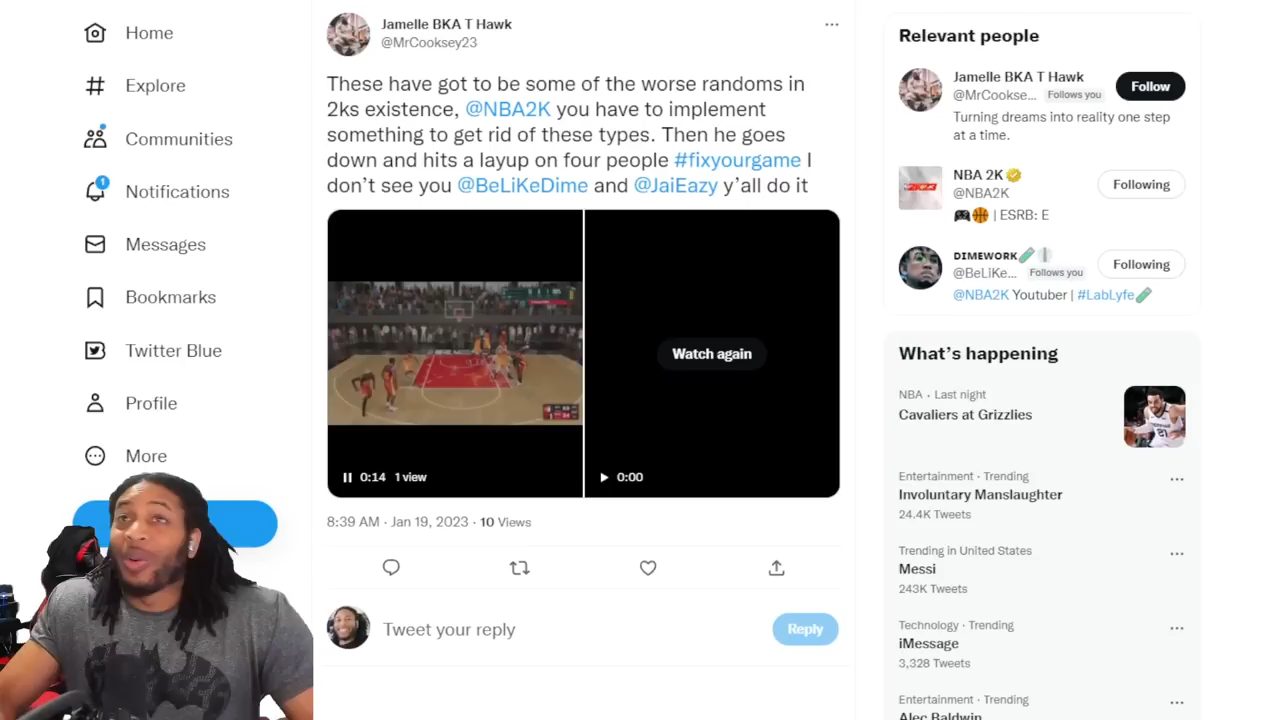 Home
Explore
Communities
1
Notifications
Messages
Bookmarks
Twitter Blue
Profile
More
Jamelle BKA T Hawk
@MrCooksey23
These have got to be some of the worse randoms in
2ks existence, @NBA2K you have to implement
something to get rid of these types. Then he goes
down and hits a layup on four people #fixyourgame I
don’t see you @BeLiKeDime and @JaiEazy y’all do it
Watch again
0:14 1 view
0:00
8:39 AM · Jan 19, 2023 · 10 Views
Tweet your reply
Reply
Relevant people
Jamelle BKA T Hawk
@MrCookse... Follows you
Follow
Turning dreams into reality one step
at a time.
NBA 2K
@NBA2K
Following
| ESRB: E
2K23
DIMEWORK
@BeLiKe... Follows you
Following
@NBA2K Youtuber | #LabLyfe
What’s happening
NBA · Last night
Cavaliers at Grizzlies
Entertainment · Trending
Involuntary Manslaughter
24.4K Tweets
Trending in United States
Messi
243K Tweets
Technology · Trending
iMessage
3,328 Tweets
Entertainment · Trending
Alec Baldwin